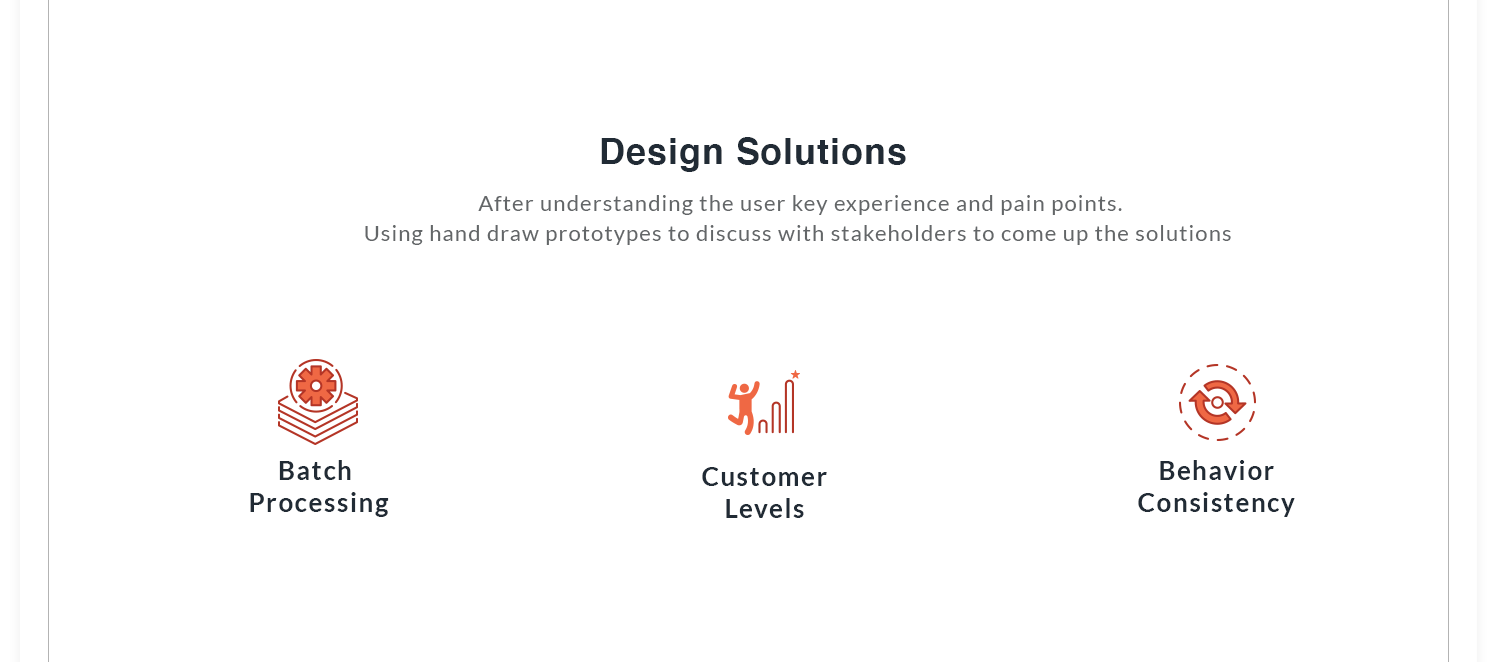 Design Solutions
After understanding the user key experience and pain points.
Using hand draw prototypes to discuss with stakeholders to come up the solutions
Batch
Processing
Customer
Levels
Behavior
Consistency